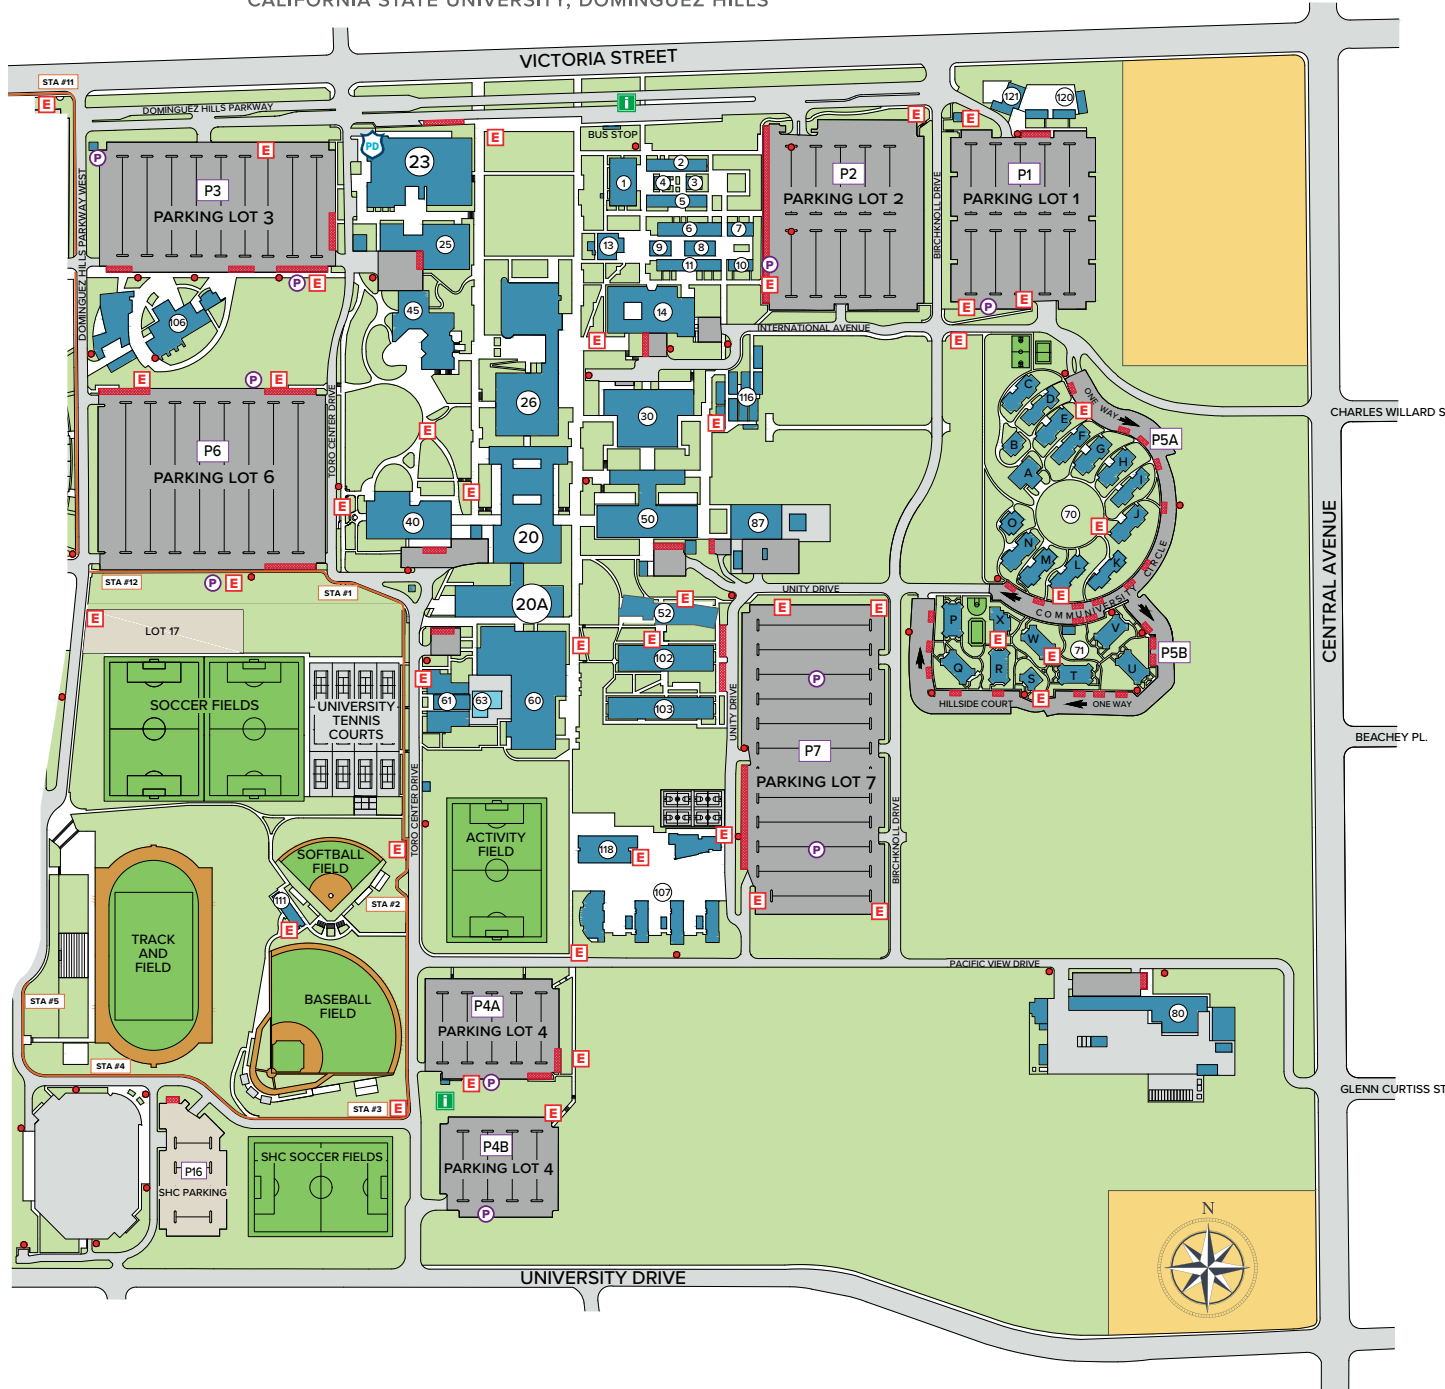 CALIFORNIA STATE UNIVERSITY, DOMINGUEZ HILLS
VICTORIA STREET
STA #11
E
DOMINGUEZ HILLS PARKWAY
i
BUS STOP
121
120
E
E
PD
E
E
P
23
P3
PARKING LOT 3
1
2
4
3
5
P2
PARKING LOT 2
P1
PARKING LOT 1
DOMINGUEZ HILLS PARKWAY WEST
BIRCHKNOLL DRIVE
25
13
6
7
9
8
11
10
P
E
P
E
E
P
E
106
45
14
INTERNATIONAL AVENUE
E
E
E
P
E
26
30
116
E
P6
PARKING LOT 6
TORO CENTER DRIVE
E
E
E
40
20
50
87
C
D
E
F
G
H
I
J
K
L
M
N
O
A
B
70
E
E
E
ONE WAY
P5A
COMMUNIVERSITY CIRCLE
CHARLES WILLARD S
CENTRAL AVENUE
STA #12
P
E
STA #1
20A
UNITY DRIVE
E
LOT 17
52
E
E
E
E
102
103
E
61
63
60
UNITY DRIVE
P
X
W
V
Q
R
S
T
U
71
E
E
E
P5B
HILLSIDE COURT
ONE WAY
SOCCER FIELDS
UNIVERSITY
TENNIS
COURTS
P
P7
PARKING LOT 7
P
BEACHEY PL.
TORO CENTER DRIVE
BIRCHKNOLL DRIVE
SOFTBALL
FIELD
E
ACTIVITY
FIELD
118
E
E
107
111
E
STA #2
E
E
TRACK
AND
FIELD
E
PACIFIC VIEW DRIVE
STA #5
BASEBALL
FIELD
P4A
PARKING LOT 4
E
80
STA #4
E
P
i
STA #3
E
E
GLENN CURTISS ST
P4B
PARKING LOT 4
P
SHC SOCCER FIELDS
P16
SHC PARKING
N
UNIVERSITY DRIVE